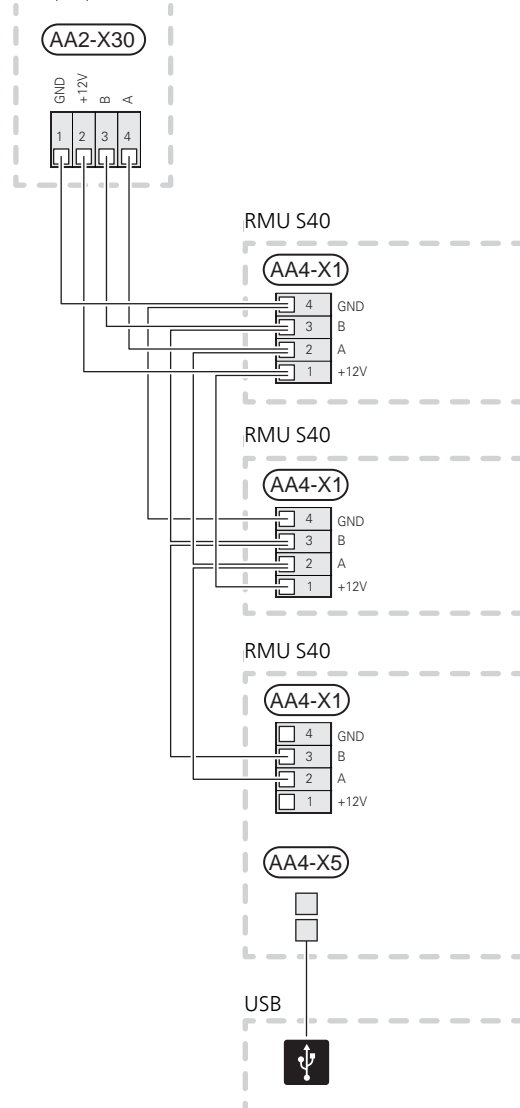 AA2-X30
GND +12V B A
1 2 3 4
RMU S40
AA4-X1
4 GND
3 B
2 A
1 +12V
RMU S40
AA4-X1
4 GND
3 B
2 A
1 +12V
RMU S40
AA4-X1
4 GND
3 B
2 A
1 +12V
AA4-X5
USB